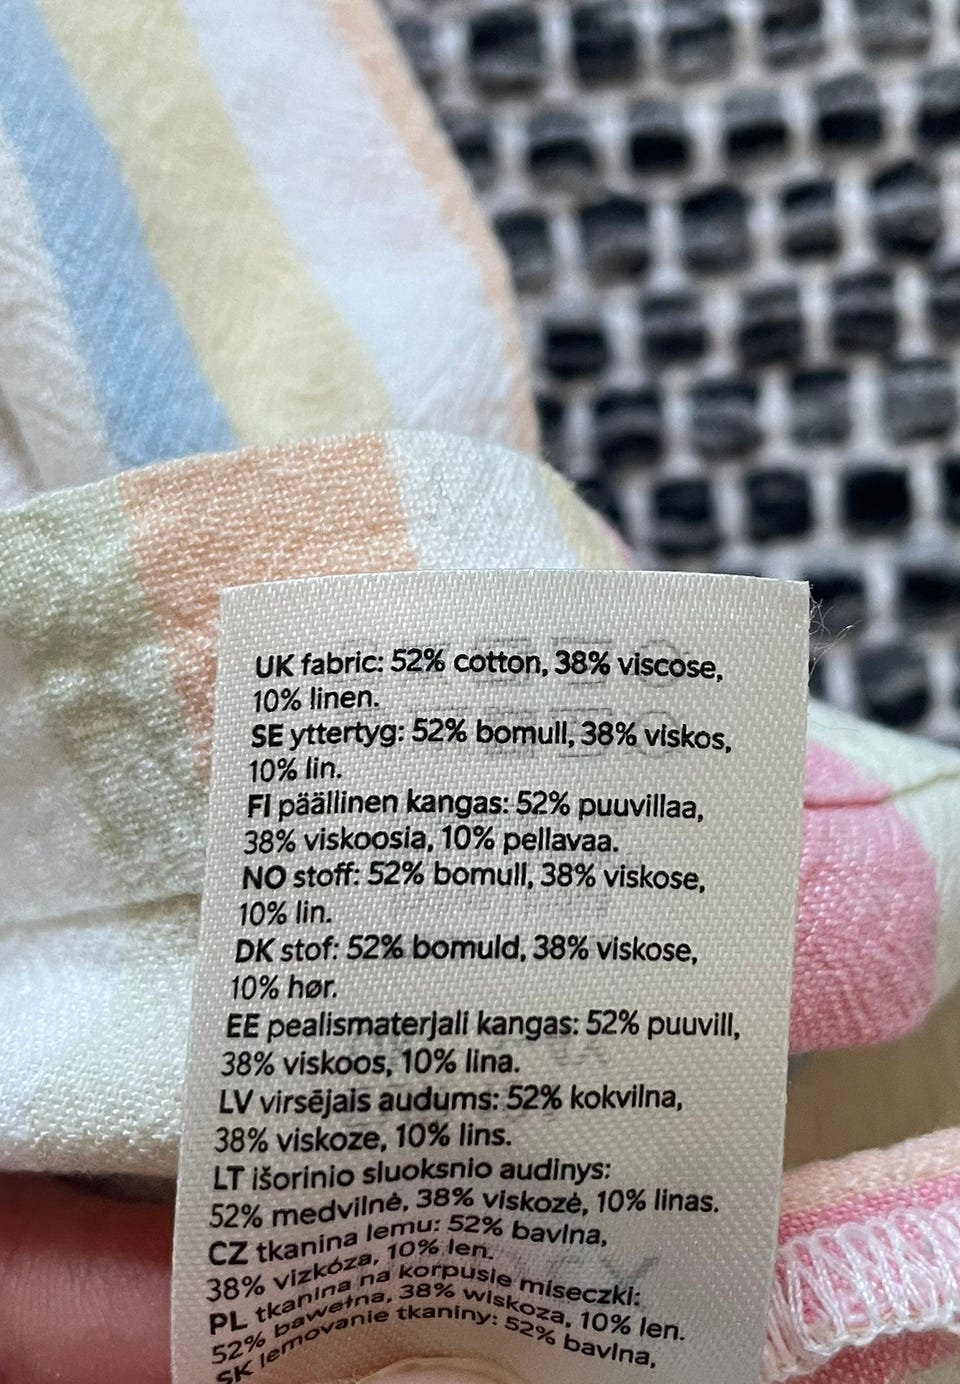 UK fabric: 52% cotton, 38% viscose,
10% linen.
SE yttertyg: 52% bomull, 38% viskos,
10% lin.
FI päällinen kangas: 52% puuvillaa,
38% viskoosia, 10% pellavaa.
NO stoff: 52% bomull, 38% viskose,
10% lin.
DK stof: 52% bomuld, 38% viskose,
10% hør.
EE pealismaterjali kangas: 52% puuvill,
38% viskoos, 10% lina.
LV virsējais audums: 52% kokvilna,
38% viskoze, 10% lins.
LT išorinio sluoksnio audinys:
52% medvilnė, 38% viskozė, 10% linas.
CZ tkanina lemu: 52% bavlna,
38% vizkóza, 10% len.
PL tkanina na korpusie miseczki:
52% bawełna, 38% wiskoza, 10% len.
SK lemovanie tkaniny: 52% bavlna,